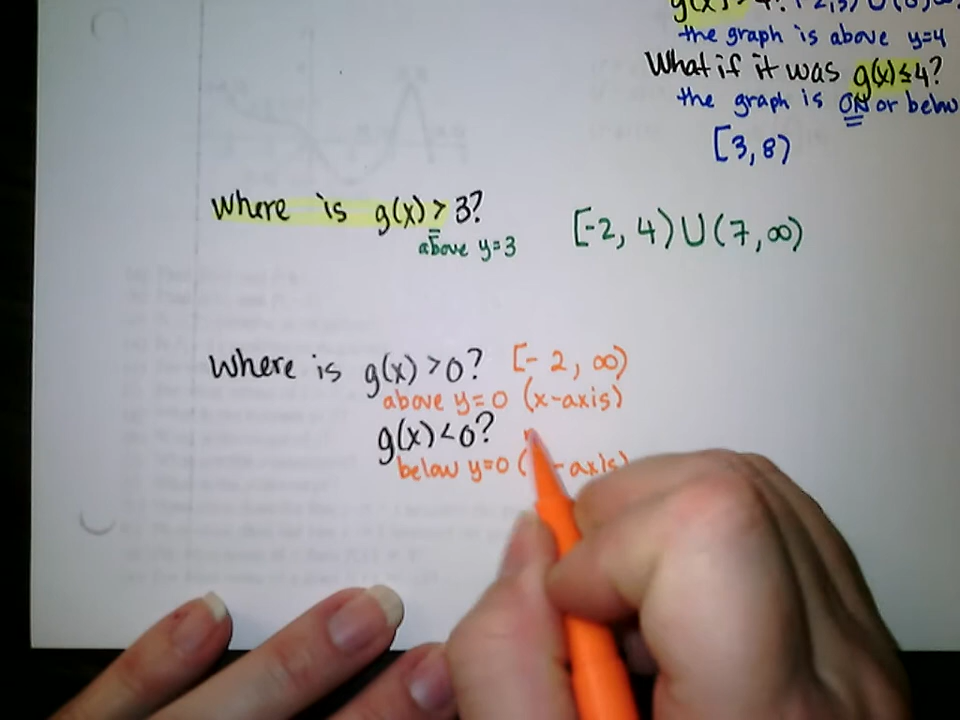 the graph is above y=4
What if it was g(x)≤4?
the graph is ON or below
[3,8)
Where is g(x) > 3?
above y=3
[-2, 4) ∪ (7, ∞)
Where is g(x) > 0? [-2, ∞)
above y=0 (x-axis)
g(x) < 0?
below y=0 (x-axis)